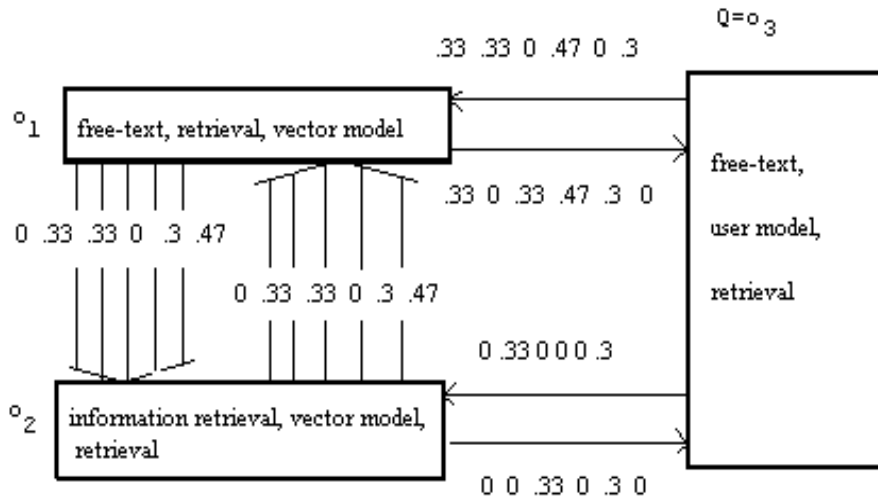 Q=o3
.33 .33 0 .47 0 .3
o1
free-text, retrieval, vector model
.33 0 .33 .47 .3 0
free-text,
user model,
retrieval
0 .33 .33 0 .3 .47
0 .33 .33 0 .3 .47
0 .33 0 0 0 .3
o2
information retrieval, vector model,
retrieval
0 0 .33 0 .3 0